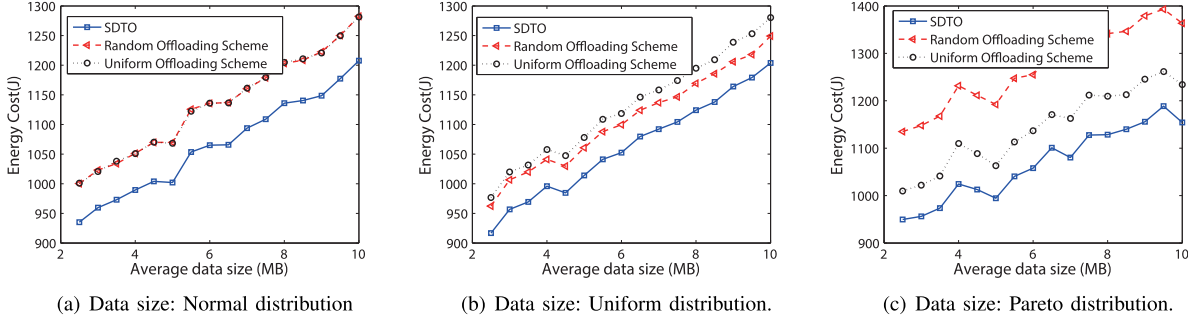 1300
1250
1200
1150
1100
1050
1000
950
900
Energy Cost(J)
SDTO
Random Offloading Scheme
Uniform Offloading Scheme
2 4 6 8 10
Average data size (MB)
(a) Data size: Normal distribution
1300
1250
1200
1150
1100
1050
1000
950
900
Energy Cost(J)
SDTO
Random Offloading Scheme
Uniform Offloading Scheme
2 4 6 8 10
Average data size (MB)
(b) Data size: Uniform distribution.
1400
1300
1200
1100
1000
900
Energy Cost(J)
SDTO
Random Offloading Scheme
Uniform Offloading Scheme
2 4 6 8 10
Average data size (MB)
(c) Data size: Pareto distribution.